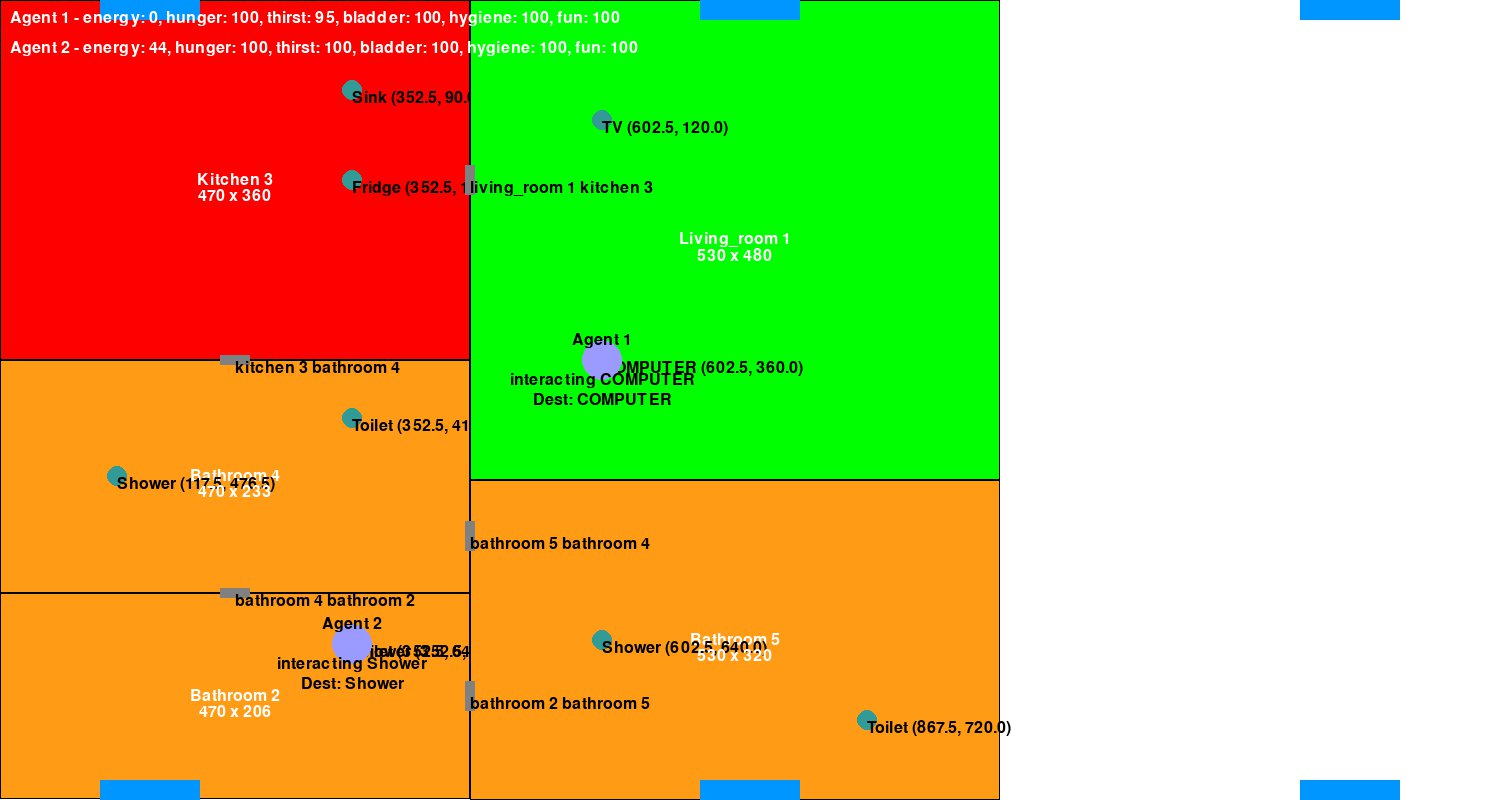 Agent 1 - energy: 0, hunger: 100, thirst: 95, bladder: 100, hygiene: 100, fun: 100
Agent 2 - energy: 44, hunger: 100, thirst: 100, bladder: 100, hygiene: 100, fun: 100
Sink (352.5, 90.
TV (602.5, 120.0)
Kitchen 3
470 x 360
Fridge (352.5, 1
living_room 1 kitchen 3
Living_room 1
530 x 480
Agent 1
COMPUTER (602.5, 360.0)
interacting COMPUTER
Dest: COMPUTER
kitchen 3 bathroom 4
Toilet (352.5, 41
Bathroom 4
470 x 233
Shower (117.5, 476.5)
bathroom 5 bathroom 4
bathroom 4 bathroom 2
Agent 2
interacting Shower
Dest: Shower
Bathroom 2
470 x 206
Shower (602.5, 640.0)
Bathroom 5
530 x 320
bathroom 2 bathroom 5
Toilet (867.5, 720.0)